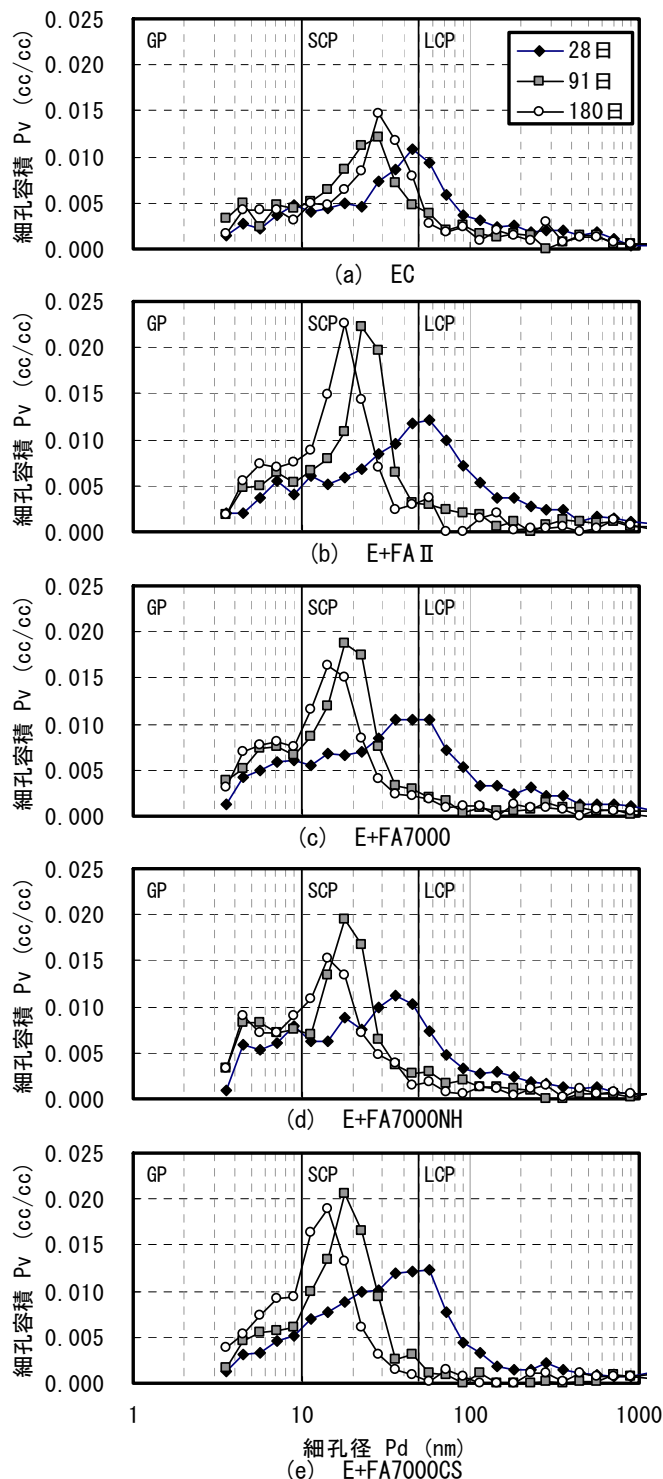 0.025
GP
SCP
LCP
28日
91日
180日
0.020
0.015
0.010
0.005
0.000
細孔容積 Pv (cc/cc)
(a) EC
0.025
GP
SCP
LCP
0.020
0.015
0.010
0.005
0.000
細孔容積 Pv (cc/cc)
(b) E+FAⅡ
0.025
GP
SCP
LCP
0.020
0.015
0.010
0.005
0.000
細孔容積 Pv (cc/cc)
(c) E+FA7000
0.025
GP
SCP
LCP
0.020
0.015
0.010
0.005
0.000
細孔容積 Pv (cc/cc)
(d) E+FA7000NH
0.025
GP
SCP
LCP
0.020
0.015
0.010
0.005
0.000
細孔容積 Pv (cc/cc)
1 10 100 1000
細孔径 Pd (nm)
(e) E+FA7000CS